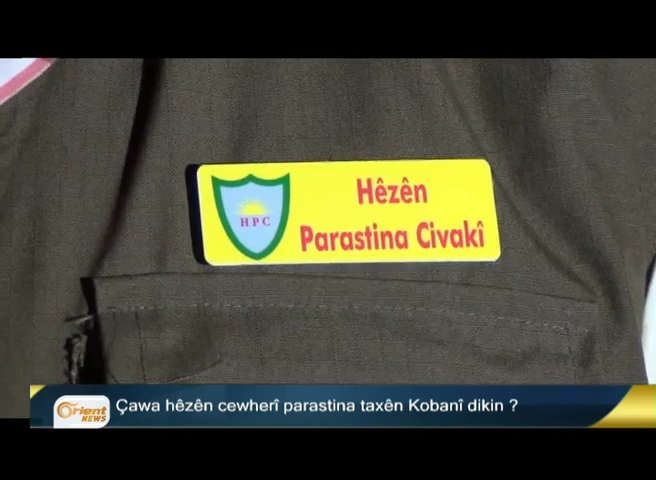 Hêzên
HPC
Parastina Civakî
Orient
NEWS
Çawa hêzên cewherî parastina taxên Kobanî dikin ?